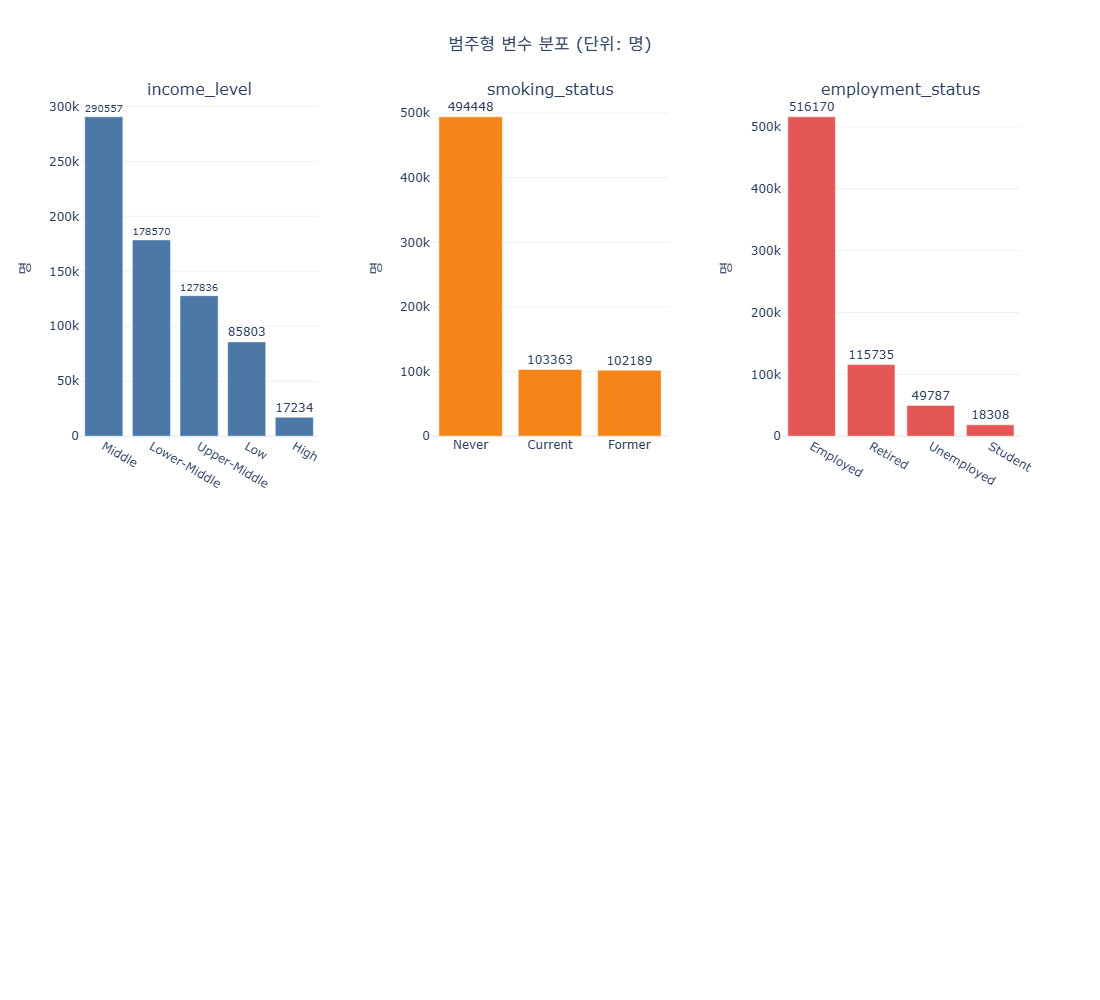 범주형 변수 분포 (단위: 명)
income_level
300k
250k
200k
150k
100k
50k
0
명
290557
178570
127836
85803
17234
Middle
Lower-Middle
Upper-Middle
Low
High
smoking_status
500k
400k
300k
200k
100k
0
명
494448
103363
102189
Never
Current
Former
employment_status
500k
400k
300k
200k
100k
0
명
516170
115735
49787
18308
Employed
Retired
Unemployed
Student